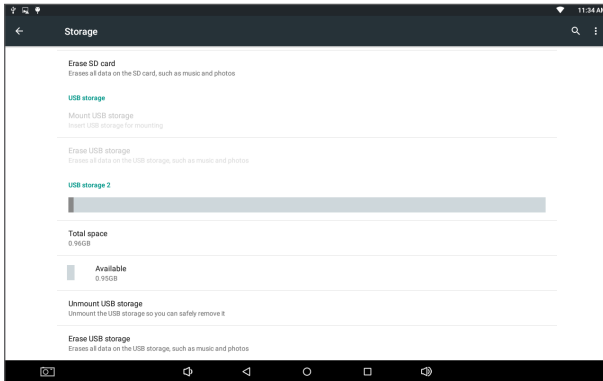 11:34 AM
Storage
Erase SD card
Erases all data on the SD card, such as music and photos
USB storage
Mount USB storage
Insert USB storage for mounting
Erase USB storage
Erases all data on the USB storage, such as music and photos
USB storage 2
Total space
0.96GB
Available
0.95GB
Unmount USB storage
Unmount the USB storage so you can safely remove it
Erase USB storage
Erases all data on the USB storage, such as music and photos